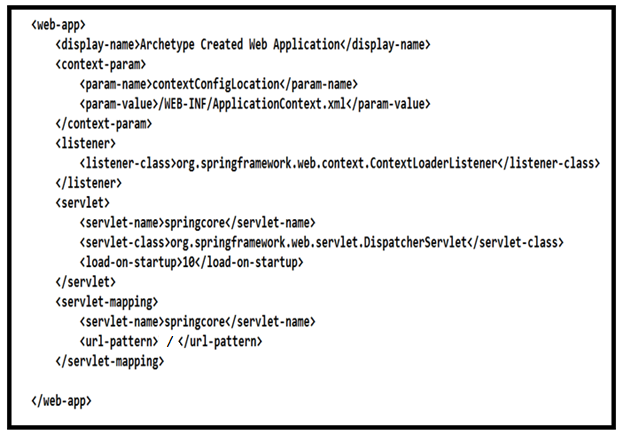 <web-app>
<display-name>Archetype Created Web Application</display-name>
<context-param>
<param-name>contextConfigLocation</param-name>
<param-value>/WEB-INF/ApplicationContext.xml</param-value>
</context-param>
<listener>
<listener-class>org.springframework.web.context.ContextLoaderListener</listener-class>
</listener>
<servlet>
<servlet-name>springcore</servlet-name>
<servlet-class>org.springframework.web.servlet.DispatcherServlet</servlet-class>
<load-on-startup>10</load-on-startup>
</servlet>
<servlet-mapping>
<servlet-name>springcore</servlet-name>
<url-pattern> / </url-pattern>
</servlet-mapping>
</web-app>